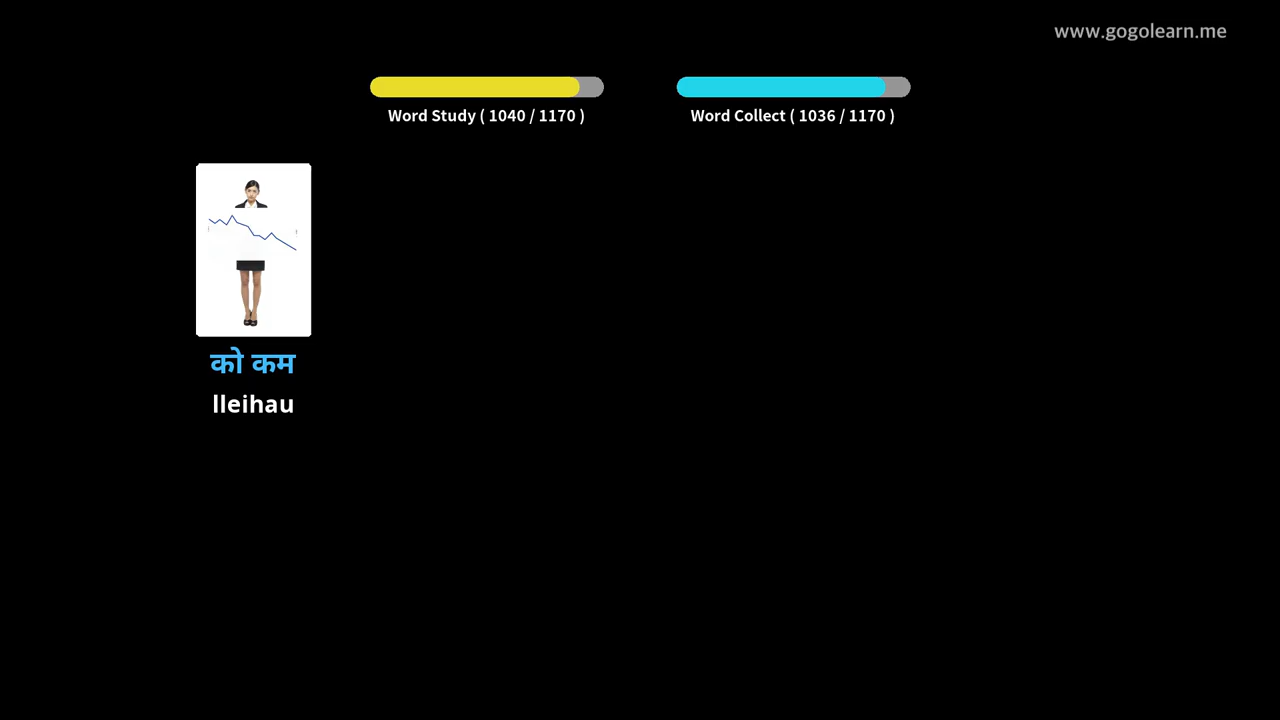 www.gogolearn.me
Word Study ( 1040 / 1170 )
Word Collect ( 1036 / 1170 )
को कम
lleihau